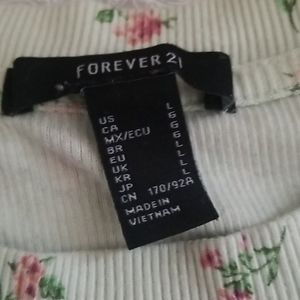 FOREVER 21
US L
CA G
MX/ECU G
BR G
EU L
UK L
KR L
JP L
CN 170/92A
MADE IN
VIETNAM